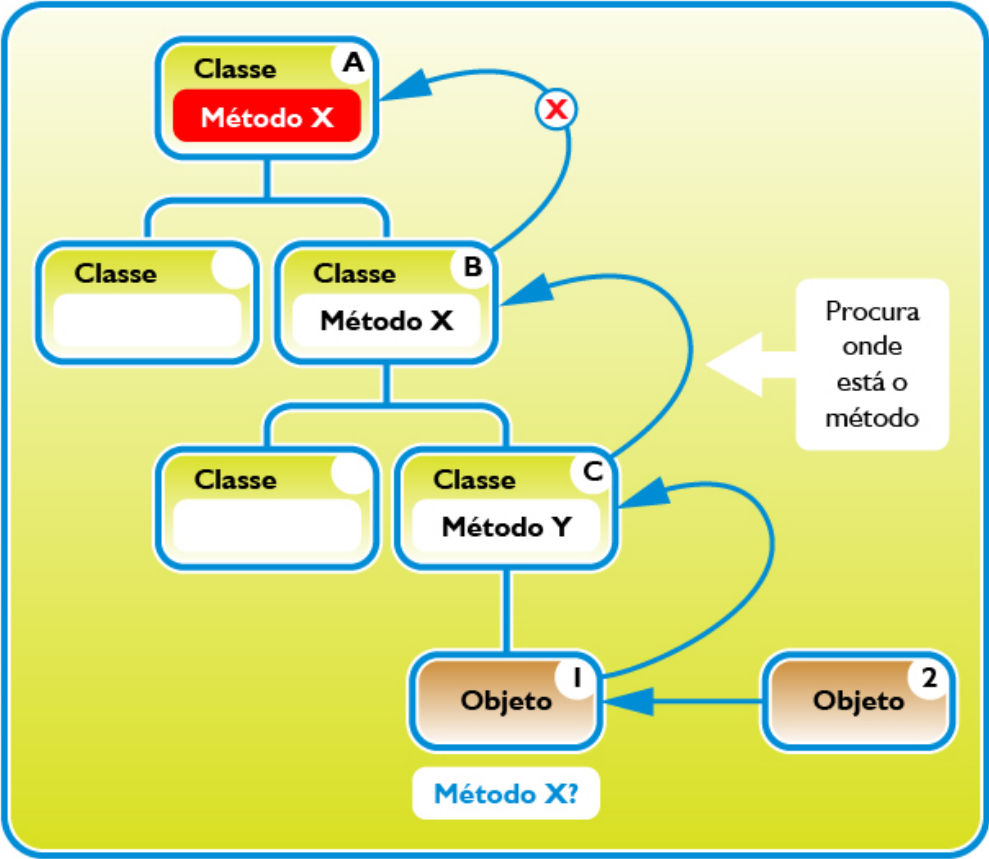 Classe A
Método X
X
Classe
Classe B
Método X
Procura
onde
está o
método
Classe
Classe C
Método Y
Objeto 1
Objeto 2
Método X?